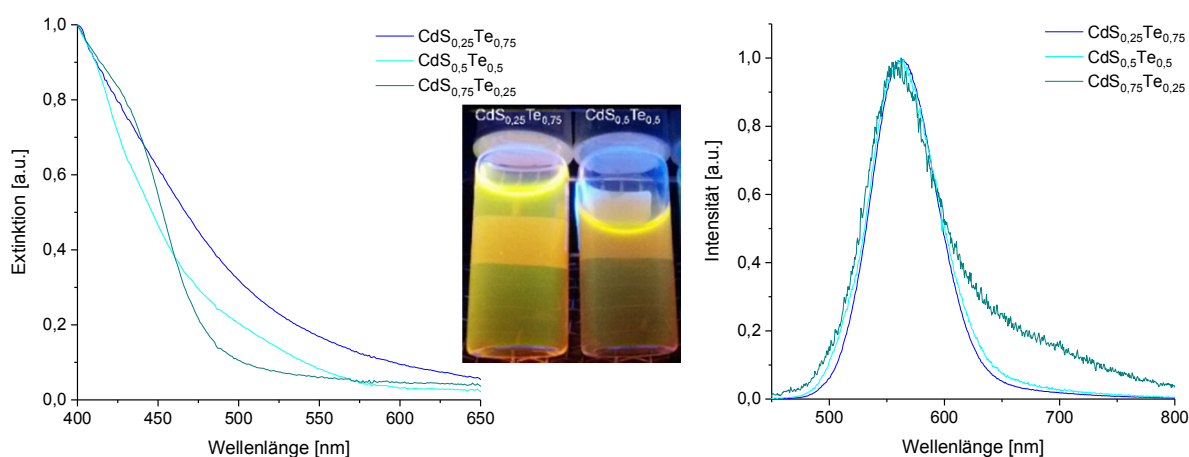 1,0
0,8
0,6
0,4
0,2
0,0
Extinktion [a.u.]
400 450 500 550 600 650
Wellenlänge [nm]
CdS0,25Te0,75
CdS0,5Te0,5
CdS0,75Te0,25
CdS0,25Te0,75 CdS0,5Te0,5
1,0
0,8
0,6
0,4
0,2
0,0
Intensität [a.u.]
500 600 700 800
Wellenlänge [nm]
CdS0,25Te0,75
CdS0,5Te0,5
CdS0,75Te0,25